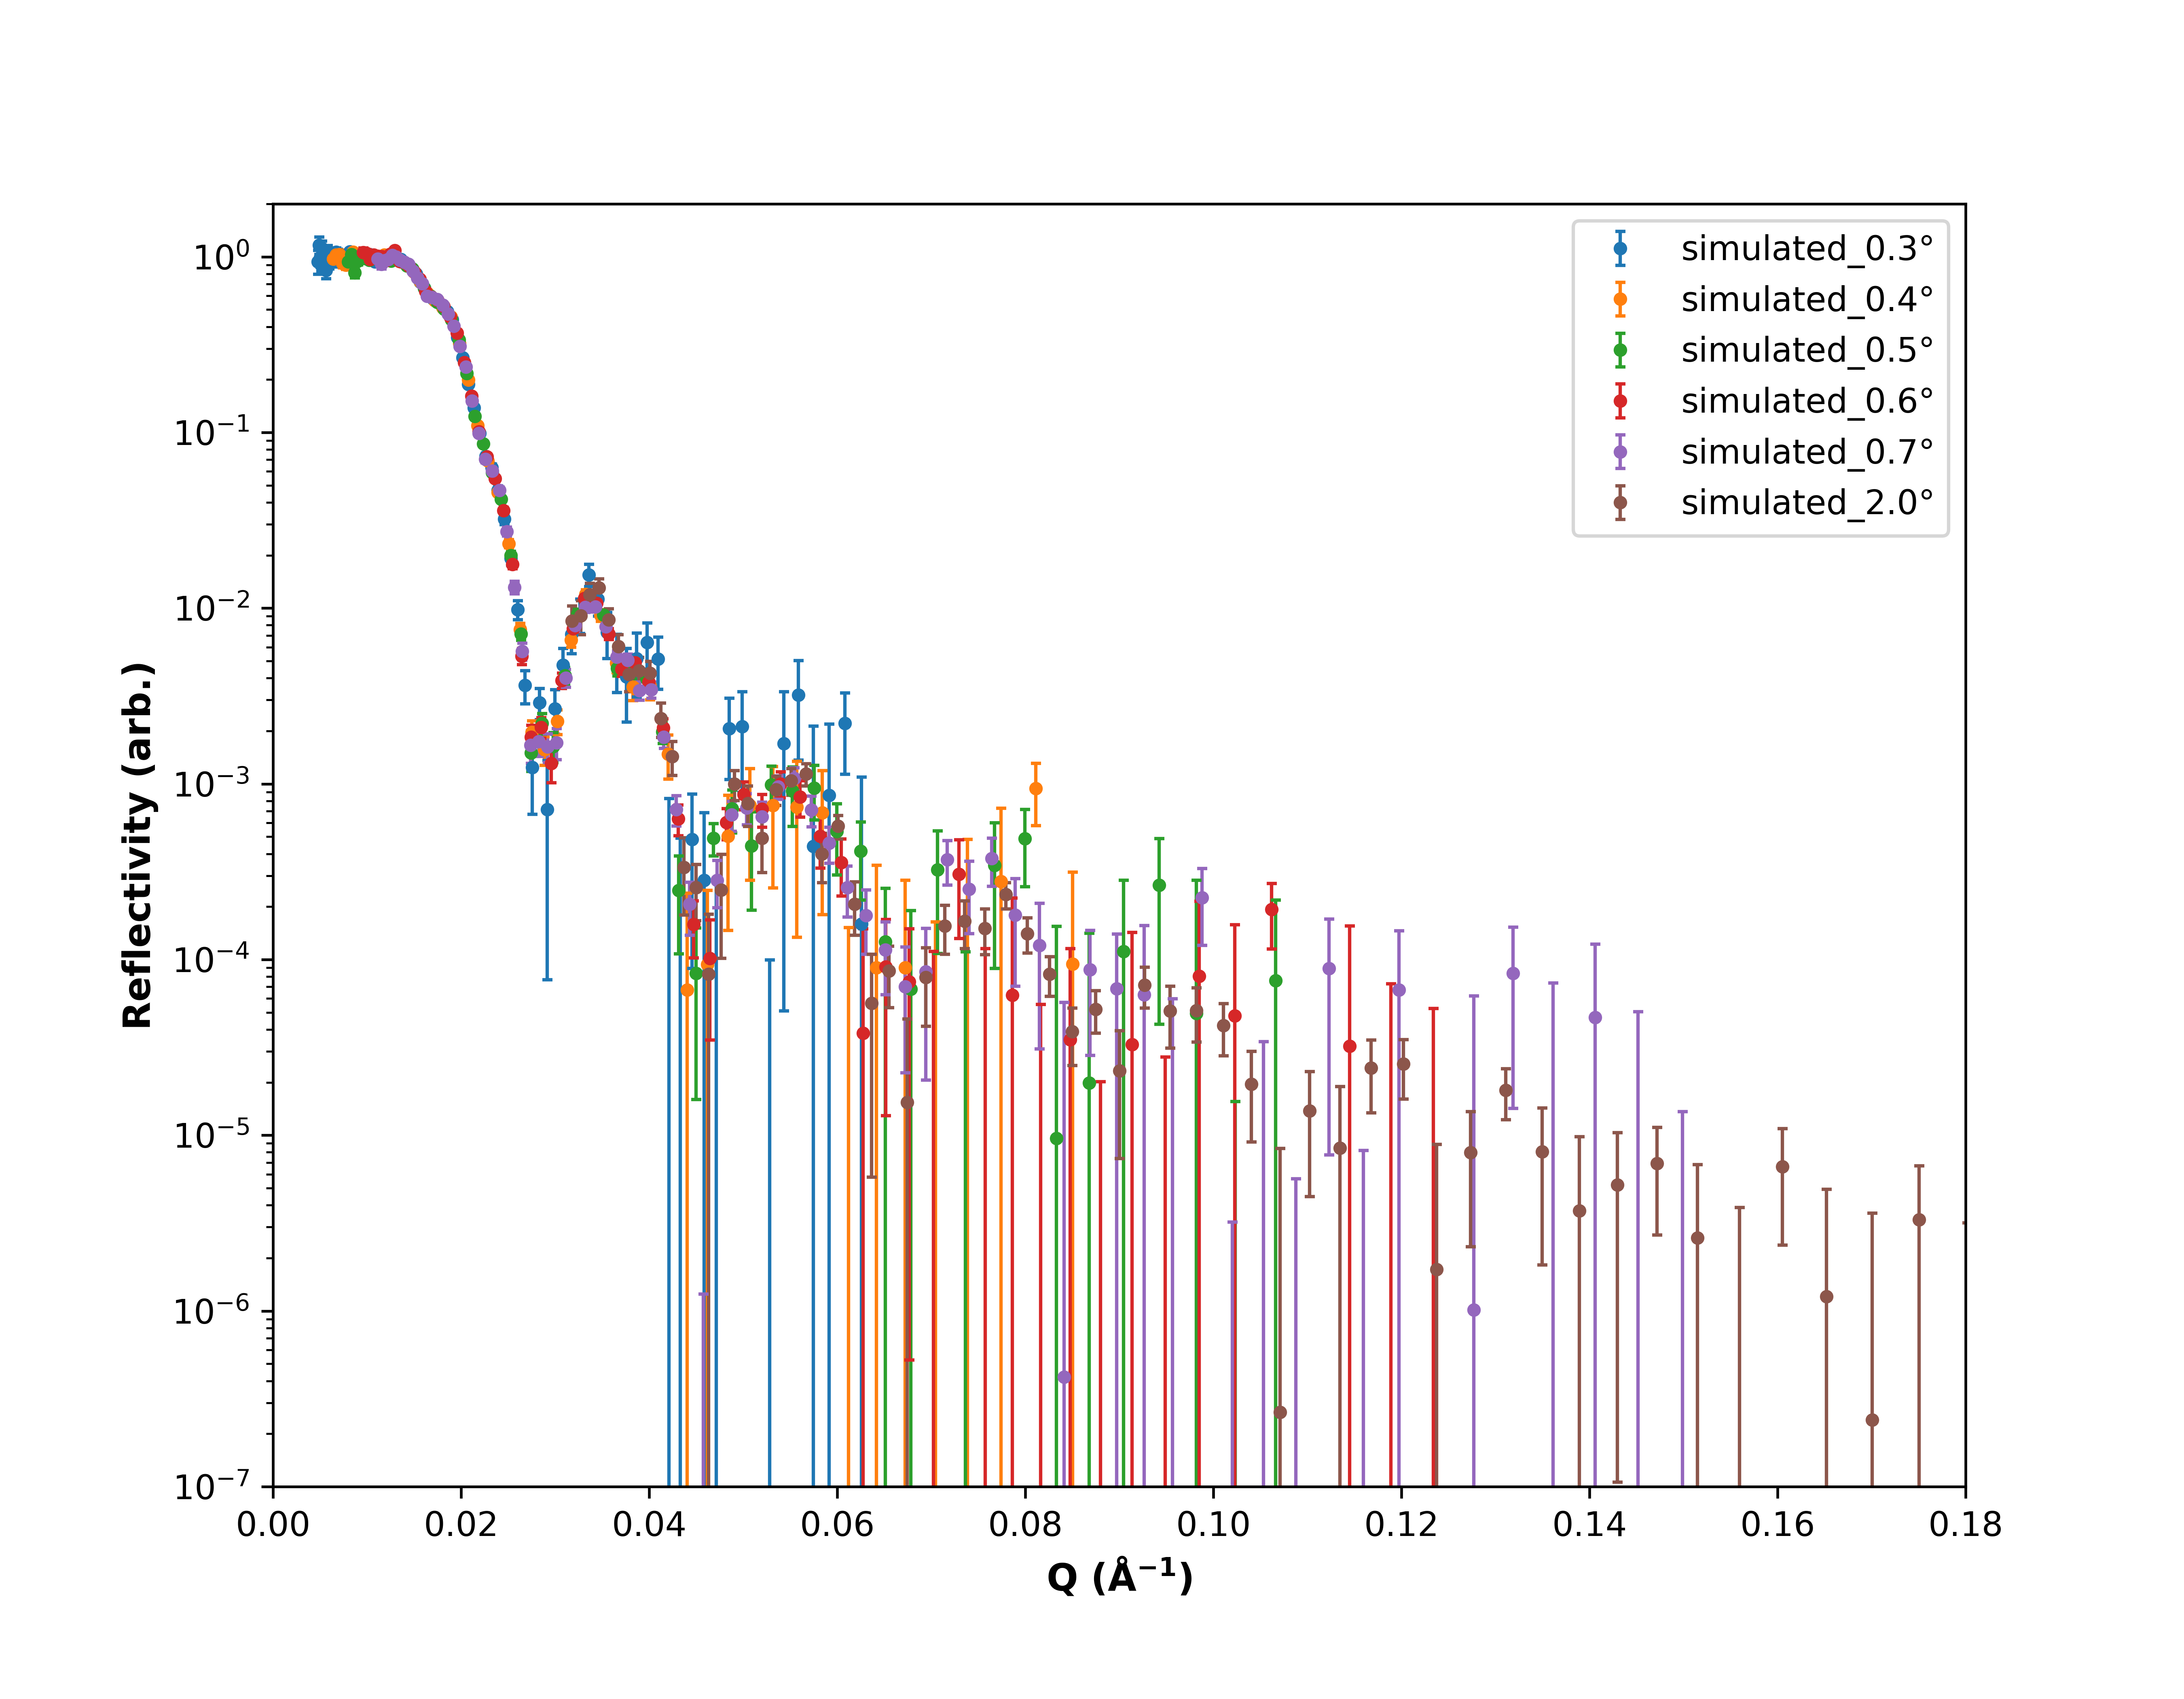 simulated_0.3°
simulated_0.4°
simulated_0.5°
simulated_0.6°
simulated_0.7°
simulated_2.0°
10⁰
10⁻¹
10⁻²
10⁻³
10⁻⁴
10⁻⁵
10⁻⁶
10⁻⁷
Reflectivity (arb.)
0.00 0.02 0.04 0.06 0.08 0.10 0.12 0.14 0.16 0.18
Q (Å⁻¹)